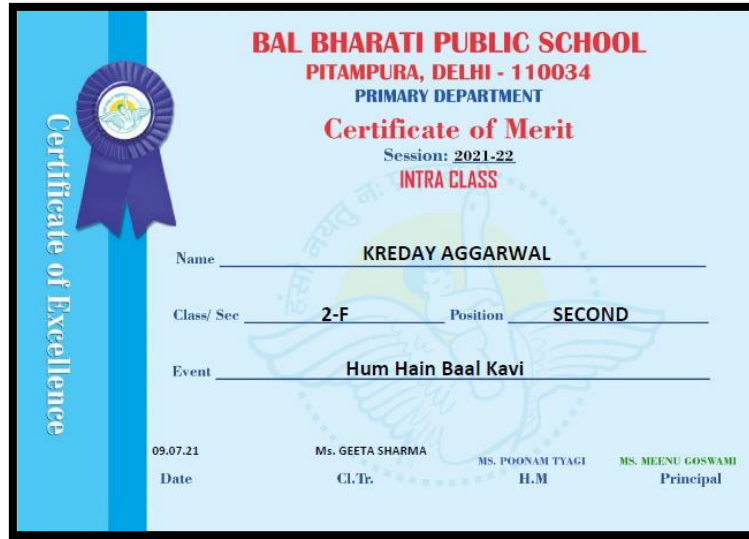 BAL BHARATI PUBLIC SCHOOL
PITAMPURA, DELHI - 110034
PRIMARY DEPARTMENT
Certificate of Merit
Session: 2021-22
INTRA CLASS
Certificate of Excellence
Name KREDAY AGGARWAL
Class/ Sec 2-F Position SECOND
Event Hum Hain Baal Kavi
09.07.21 Ms. GEETA SHARMA MS. POONAM TYAGI MS. MEENU GOSWAMI
Date Cl.Tr. H.M Principal
हंसो नयतु नः